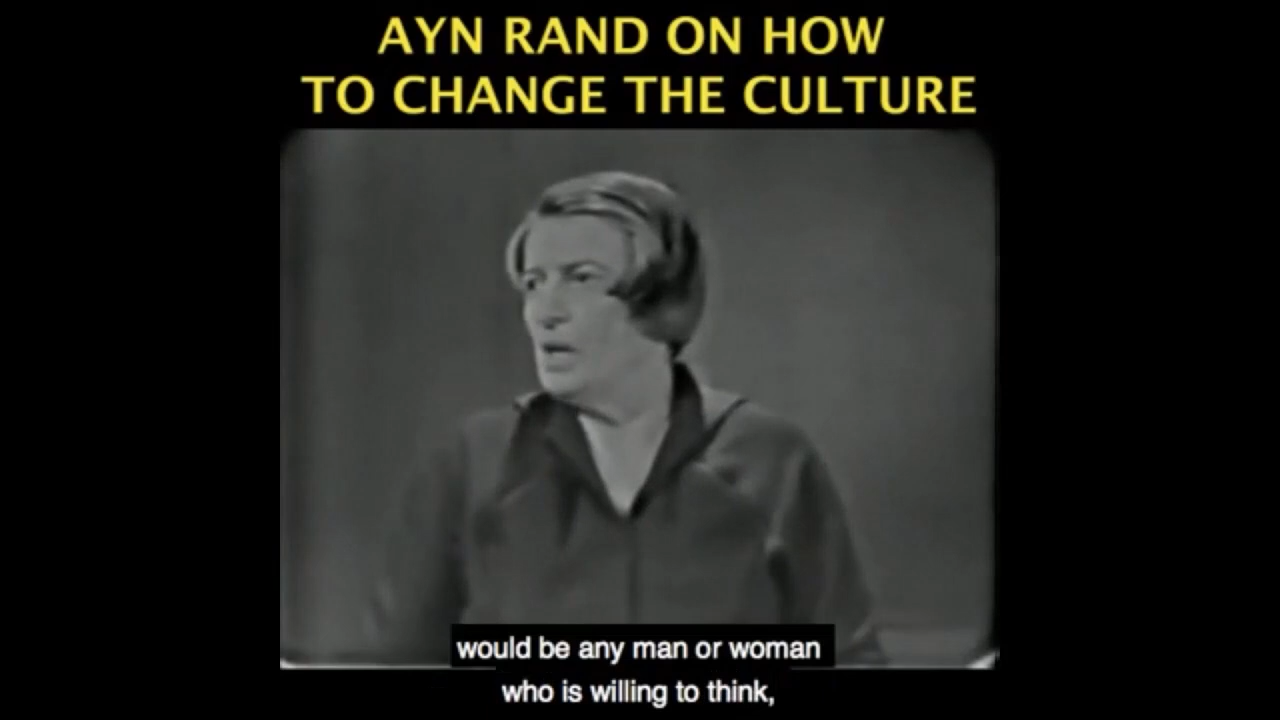 AYN RAND ON HOW
TO CHANGE THE CULTURE
would be any man or woman
who is willing to think,